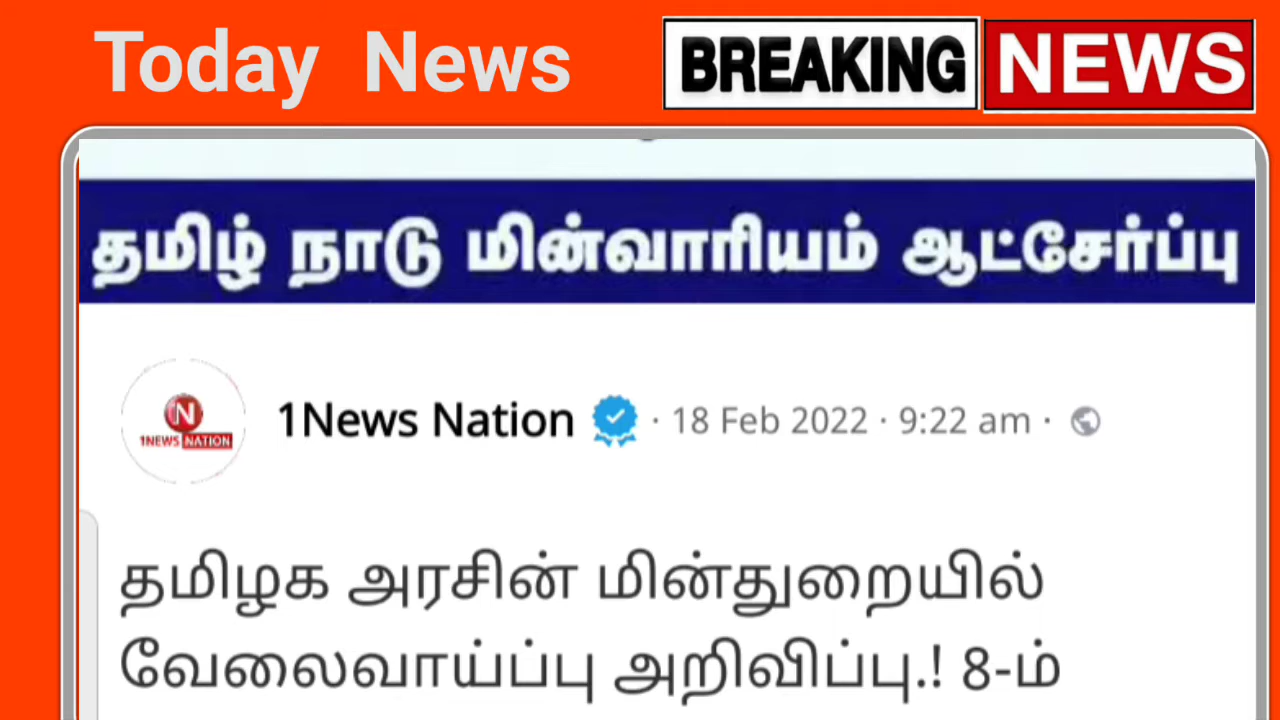 Today News
BREAKING NEWS
தமிழ் நாடு மின்வாரியம் ஆட்சேர்ப்பு
N
1NEWS NATION
1News Nation · 18 Feb 2022 · 9:22 am ·
தமிழக அரசின் மின்துறையில்
வேலைவாய்ப்பு அறிவிப்பு.! 8-ம்